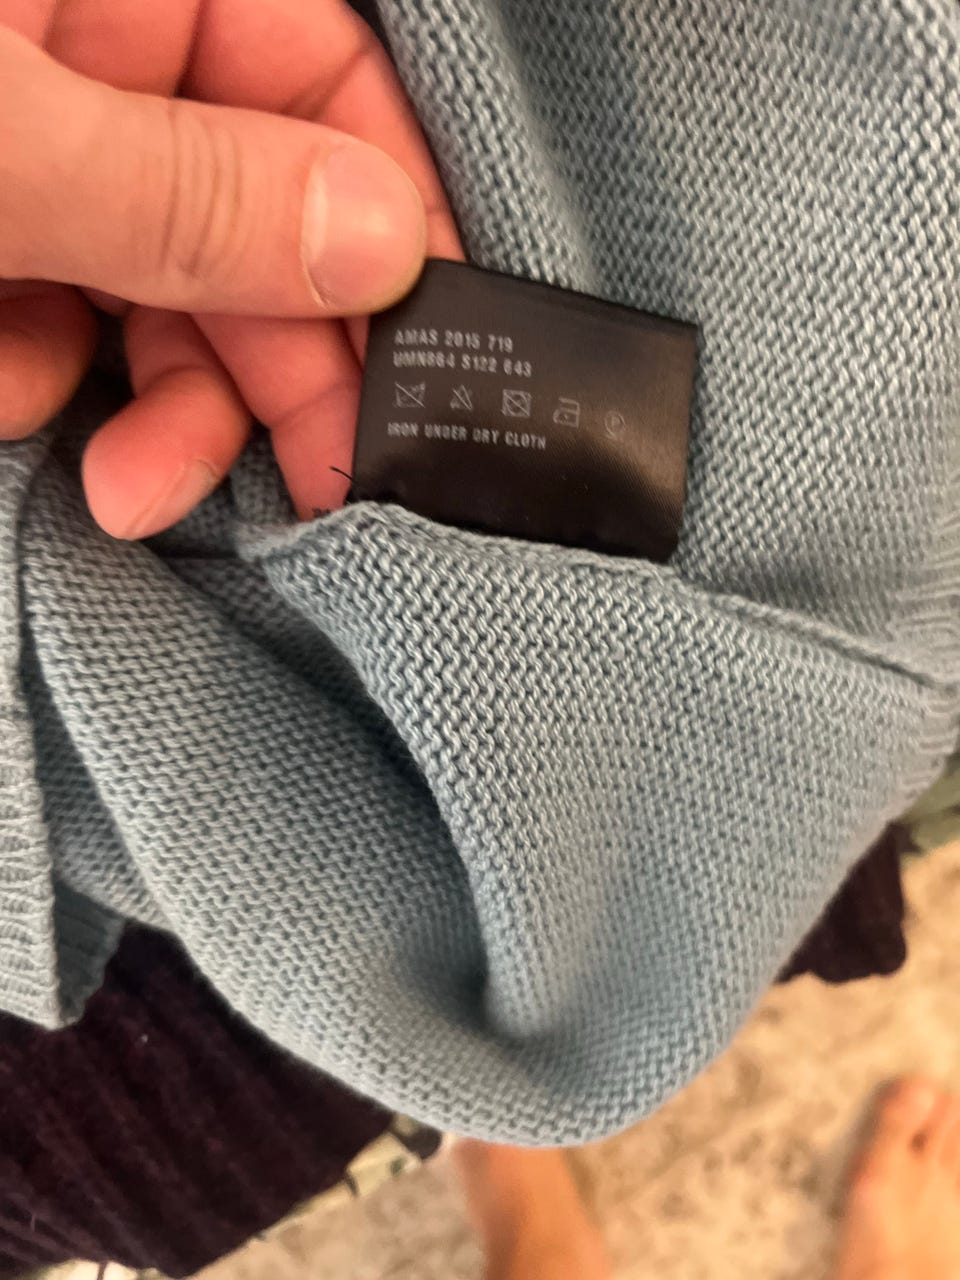 AMAS 2015 719
UMN864 S122 643
IRON UNDER DRY CLOTH